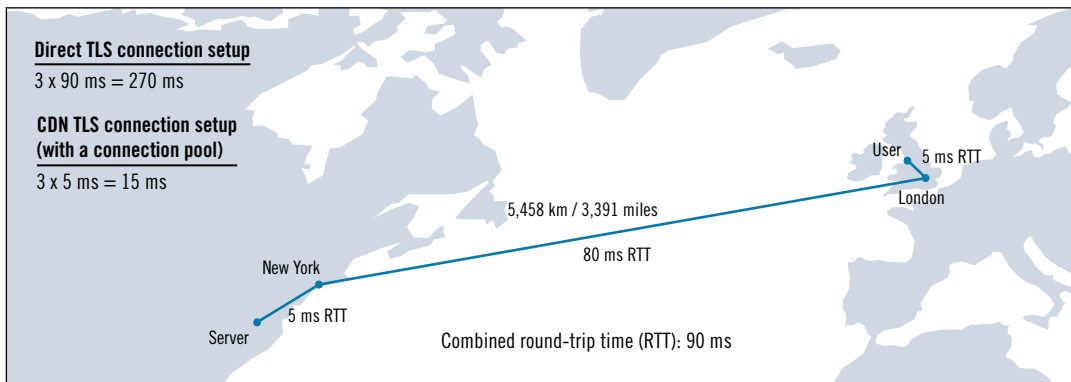 Direct TLS connection setup
3 x 90 ms = 270 ms
CDN TLS connection setup
(with a connection pool)
3 x 5 ms = 15 ms
User
5 ms RTT
London
5,458 km / 3,391 miles
80 ms RTT
New York
5 ms RTT
Server
Combined round-trip time (RTT): 90 ms